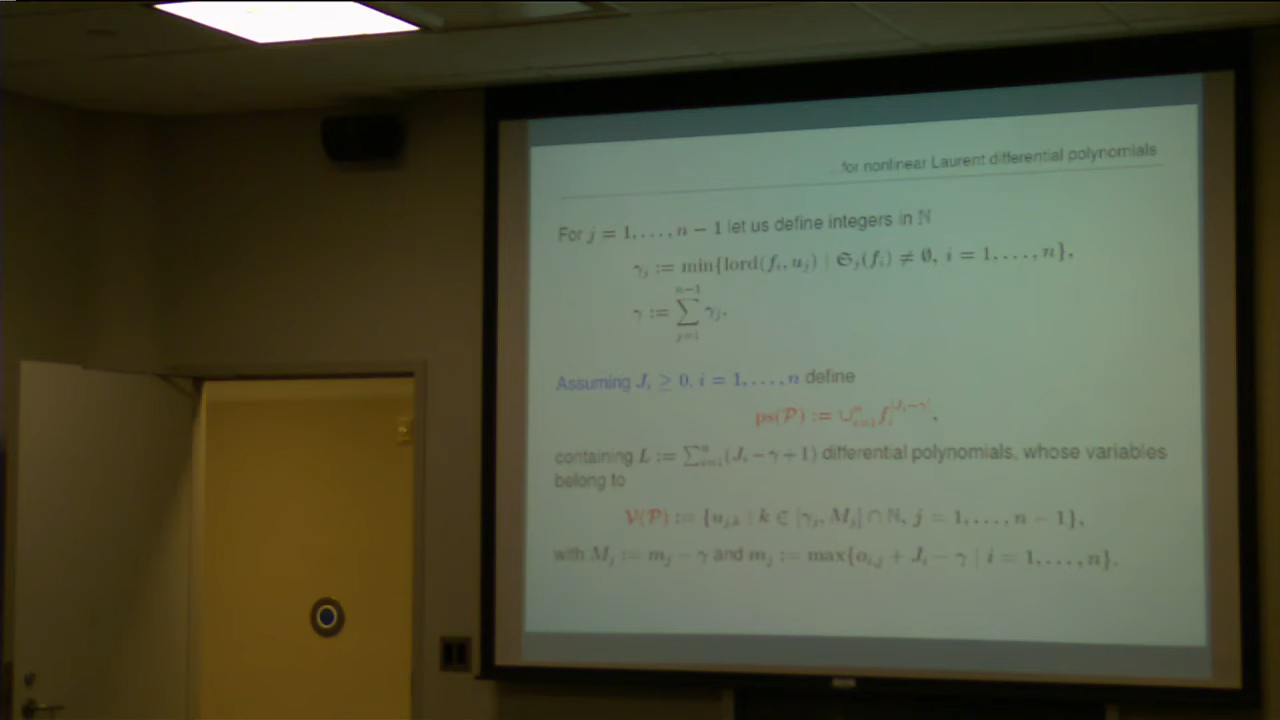 for nonlinear Laurent differential polynomials
For j = 1, . . . , n − 1 let us define integers in ℕ
γ_j := min{lord(f_i, u_j) | 𝔖_j(f_i) ≠ ∅, i = 1, . . . , n},
γ := ∑_{j=1}^{n−1} γ_j.
Assuming J_i ≥ 0, i = 1, . . . , n define
ps(𝒫) := ∪_{i=1}^{n} f_i^{[J_i−γ]},
containing L := ∑_{i=1}^{n} (J_i − γ + 1) differential polynomials, whose variables
belong to
𝒱(𝒫) := {u_{j,k} | k ∈ [γ_j, M_j] ∩ ℕ, j = 1, . . . , n − 1},
with M_j := m_j − γ and m_j := max{o_{i,j} + J_i − γ | i = 1, . . . , n}.